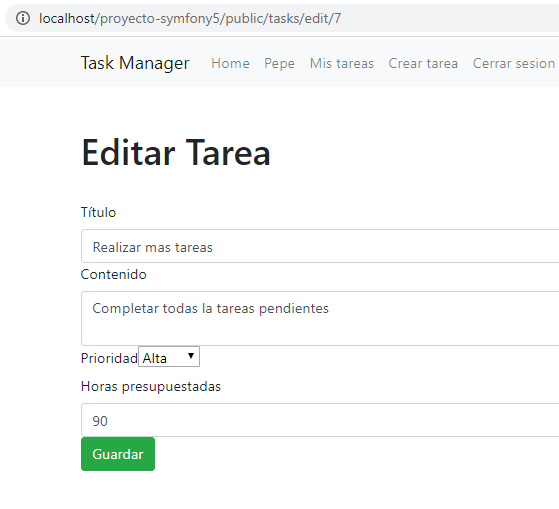 localhost/proyecto-symfony5/public/tasks/edit/7
Task Manager Home Pepe Mis tareas Crear tarea Cerrar sesion
Editar Tarea
Título
Realizar mas tareas
Contenido
Completar todas la tareas pendientes
Prioridad Alta
Horas presupuestadas
90
Guardar